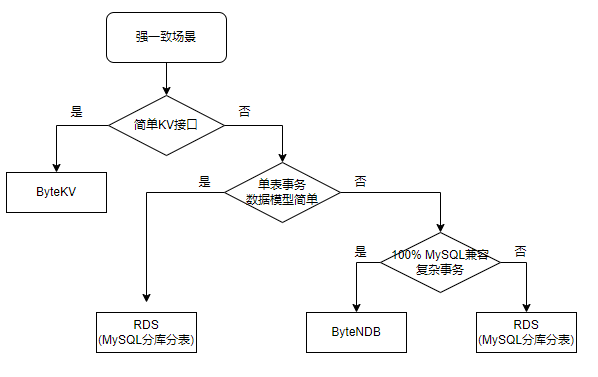 强一致场景
是
否
简单KV接口
ByteKV
是
否
单表事务
数据模型简单
是
否
100% MySQL兼容
复杂事务
RDS
(MySQL分库分表)
ByteNDB
RDS
(MySQL分库分表)